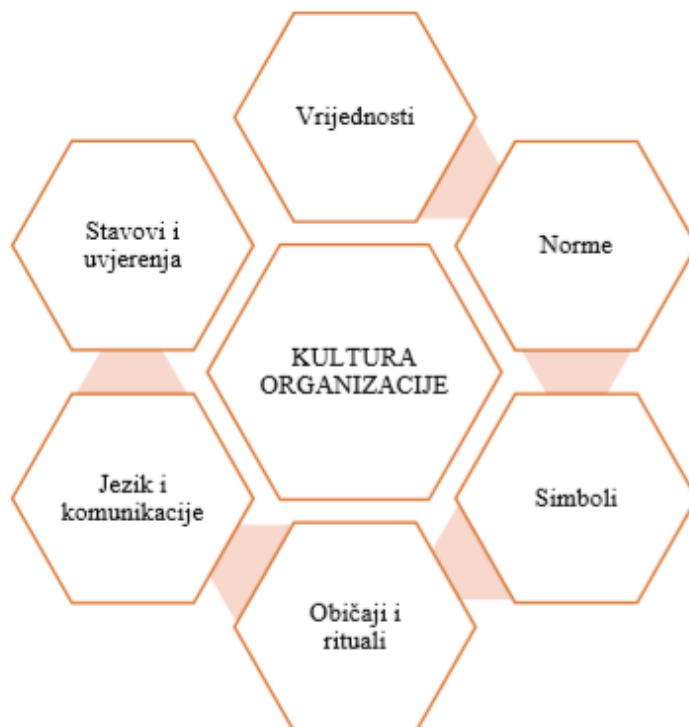 Vrijednosti
Norme
Simboli
Običaji i
rituali
Jezik i
komunikacije
Stavovi i
uvjerenja
KULTURA
ORGANIZACIJE